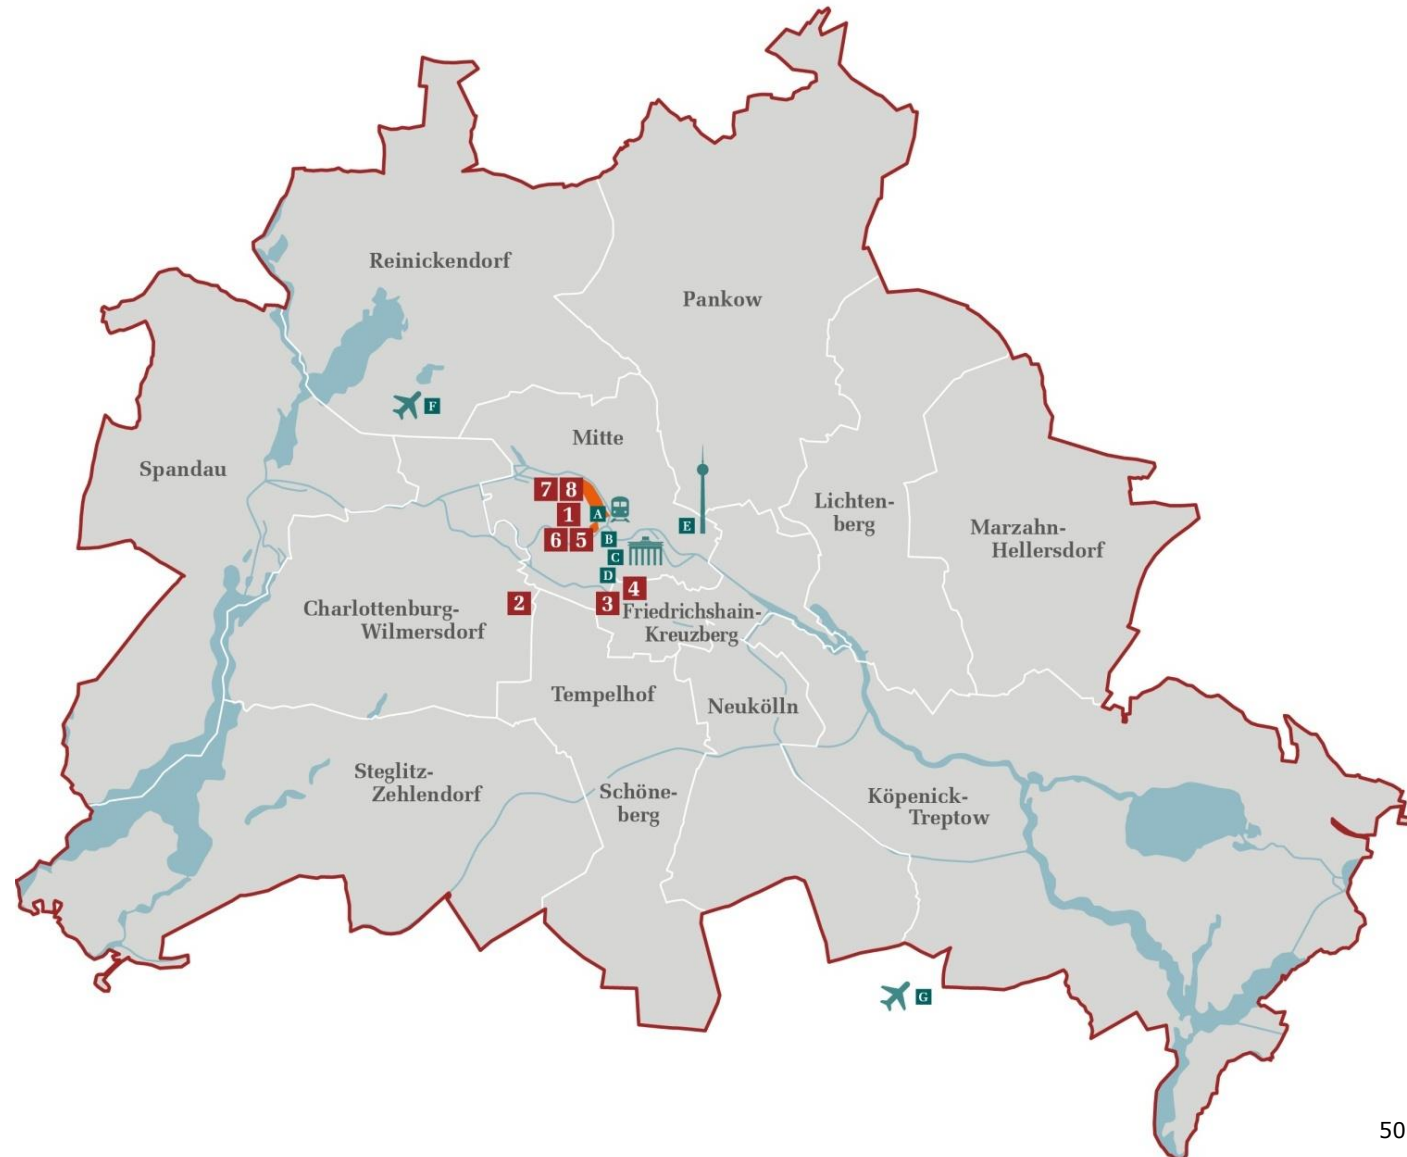 Reinickendorf
Pankow
F
Mitte
Spandau
7 8
Lichten-
berg
1 A
E
Marzahn-
Hellersdorf
6 5 B
C
D
4
2
3
Charlottenburg-
Wilmersdorf
Friedrichshain-
Kreuzberg
Tempelhof
Neukölln
Steglitz-
Zehlendorf
Schöne-
berg
Köpenick-
Treptow
G
50